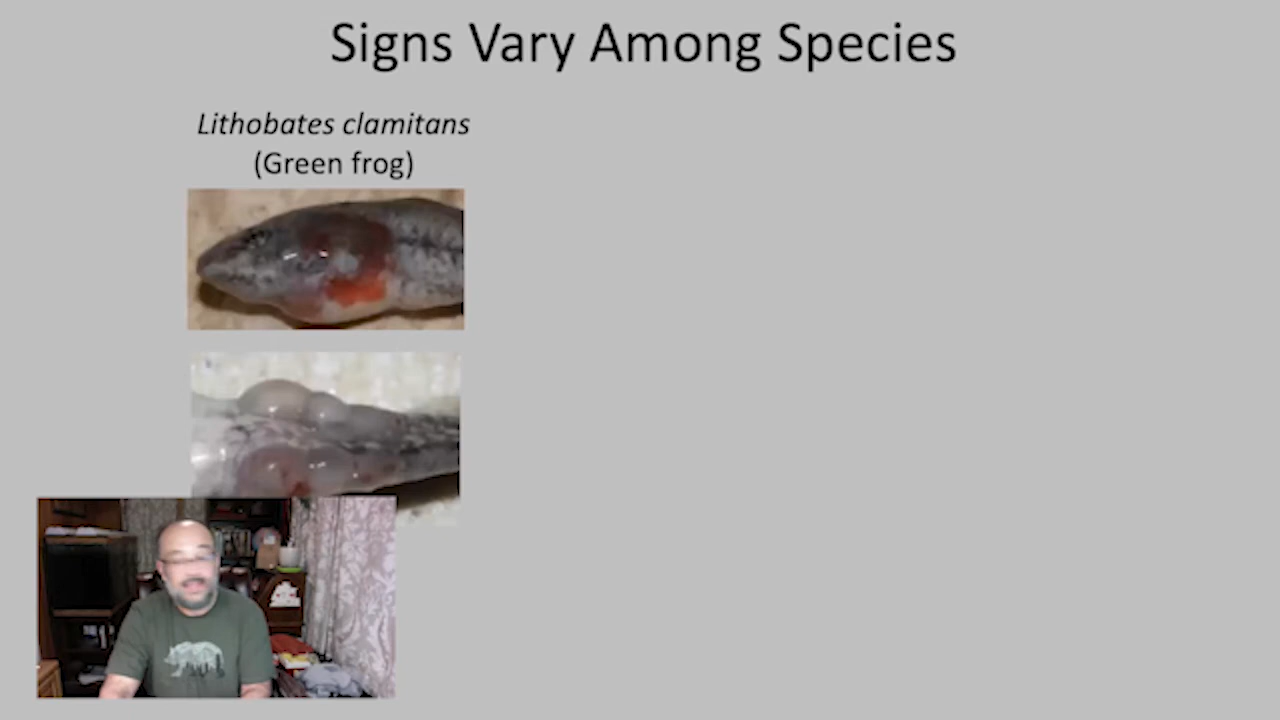 Signs Vary Among Species
Lithobates clamitans
(Green frog)